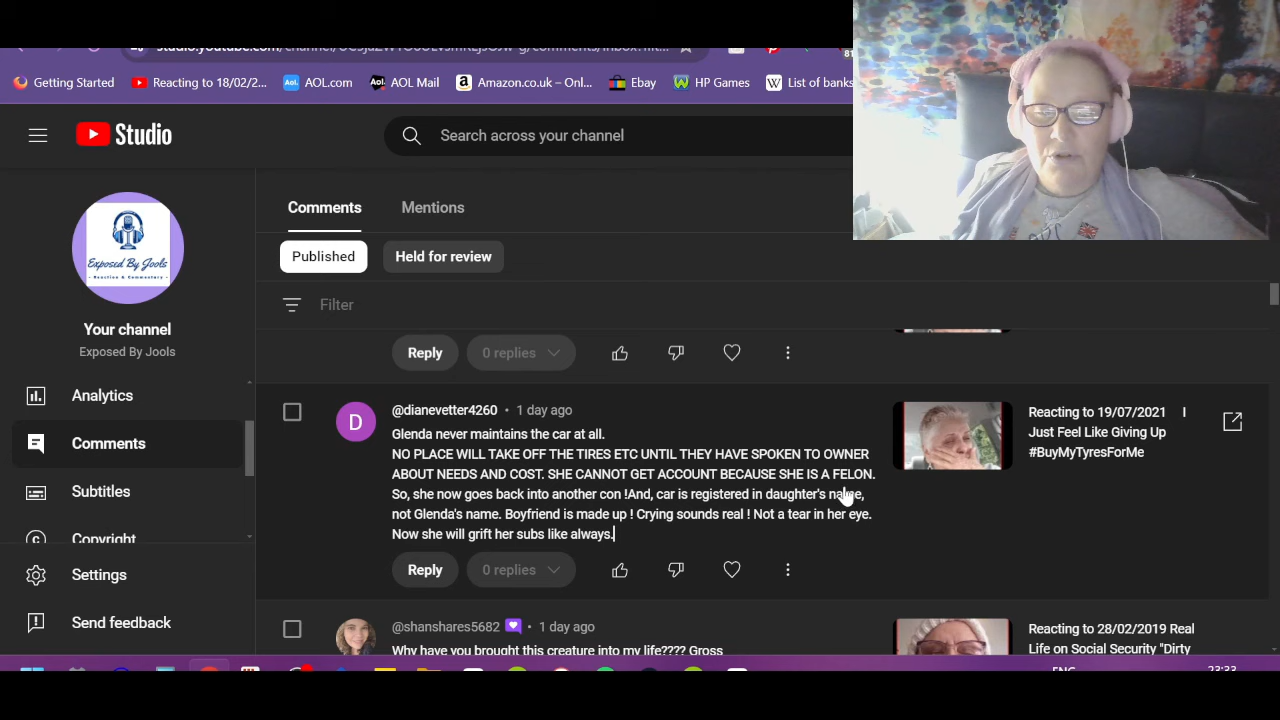 Getting Started
Reacting to 18/02/2...
AOL.com
AOL Mail
Amazon.co.uk – Onl...
Ebay
HP Games
List of banks
81
Studio
Search across your channel
Exposed By Jools
- Reaction & Commentary -
Your channel
Exposed By Jools
Analytics
Comments
Subtitles
Copyright
Settings
Send feedback
Comments
Mentions
Published
Held for review
Filter
Reply
0 replies
@dianevetter4260 • 1 day ago
Glenda never maintains the car at all.
NO PLACE WILL TAKE OFF THE TIRES ETC UNTIL THEY HAVE SPOKEN TO OWNER
ABOUT NEEDS AND COST. SHE CANNOT GET ACCOUNT BECAUSE SHE IS A FELON.
So, she now goes back into another con !And, car is registered in daughter's name,
not Glenda's name. Boyfriend is made up ! Crying sounds real ! Not a tear in her eye.
Now she will grift her subs like always.
Reply
0 replies
Reacting to 19/07/2021 I
Just Feel Like Giving Up
#BuyMyTyresForMe
@shanshares5682 • 1 day ago
Why have you brought this creature into my life???? Gross
Reacting to 28/02/2019 Real
Life on Social Security "Dirty
D